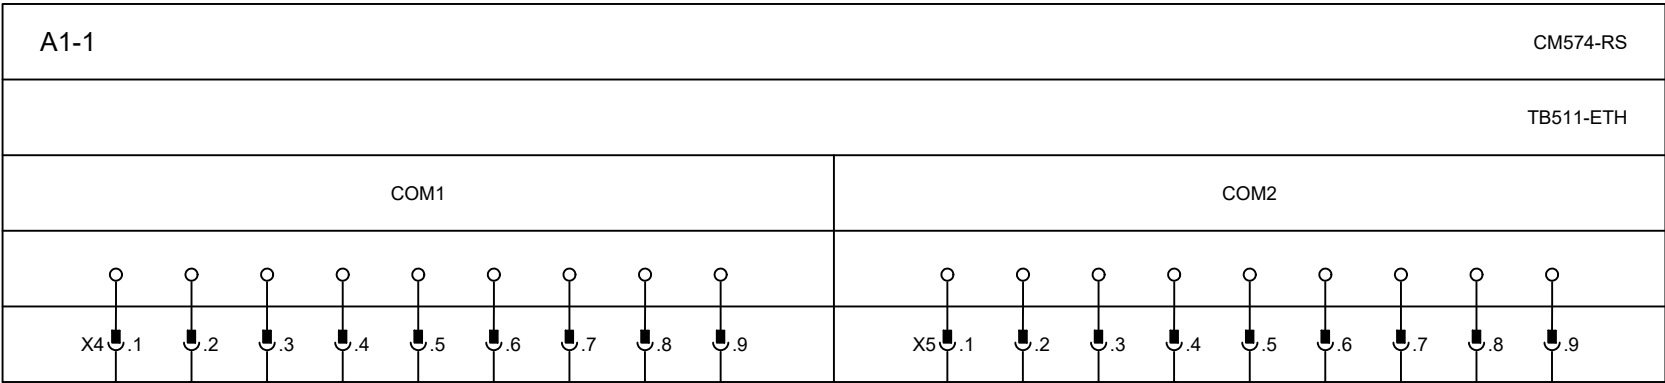 A1-1 CM574-RS
TB511-ETH
COM1 COM2
X4 .1 .2 .3 .4 .5 .6 .7 .8 .9 X5 .1 .2 .3 .4 .5 .6 .7 .8 .9